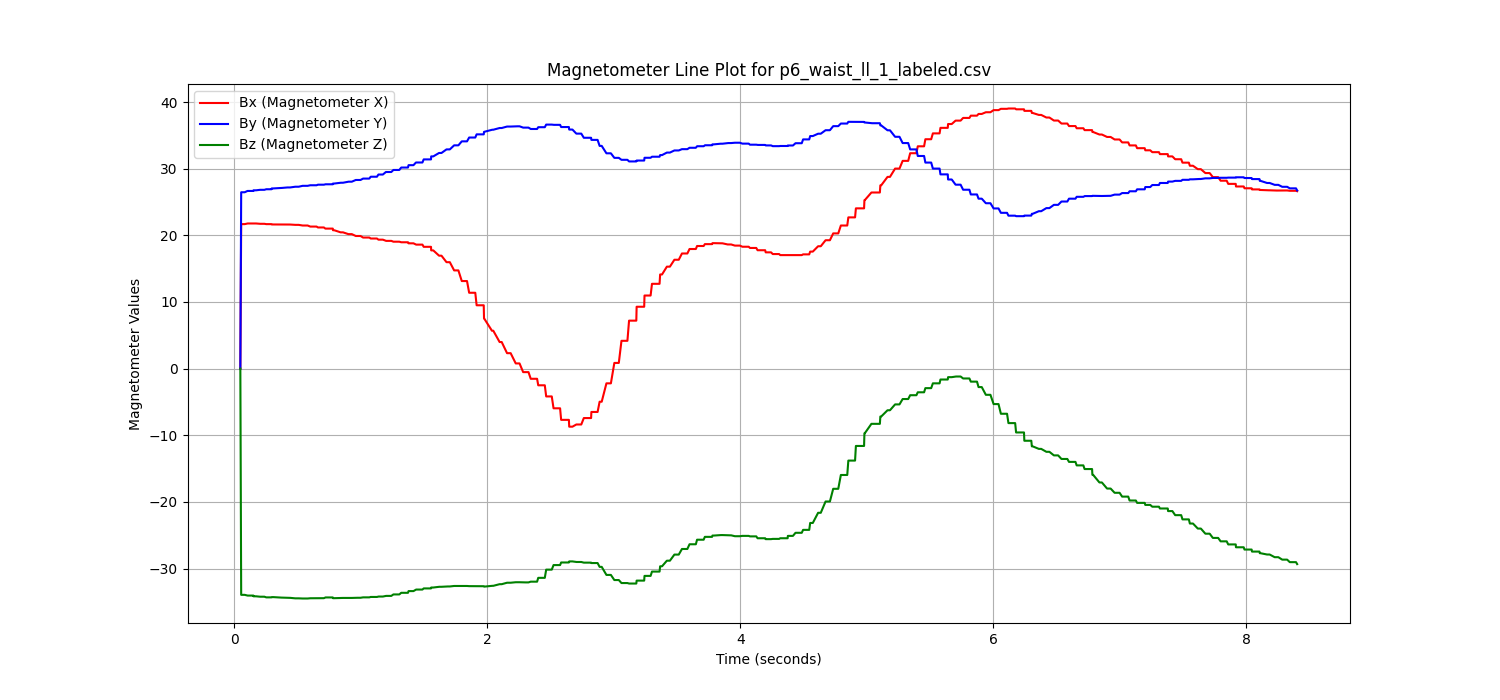 Magnetometer Line Plot for p6_waist_ll_1_labeled.csv
Bx (Magnetometer X)
By (Magnetometer Y)
Bz (Magnetometer Z)
Magnetometer Values
40
30
20
10
0
−10
−20
−30
0 2 4 6 8
Time (seconds)